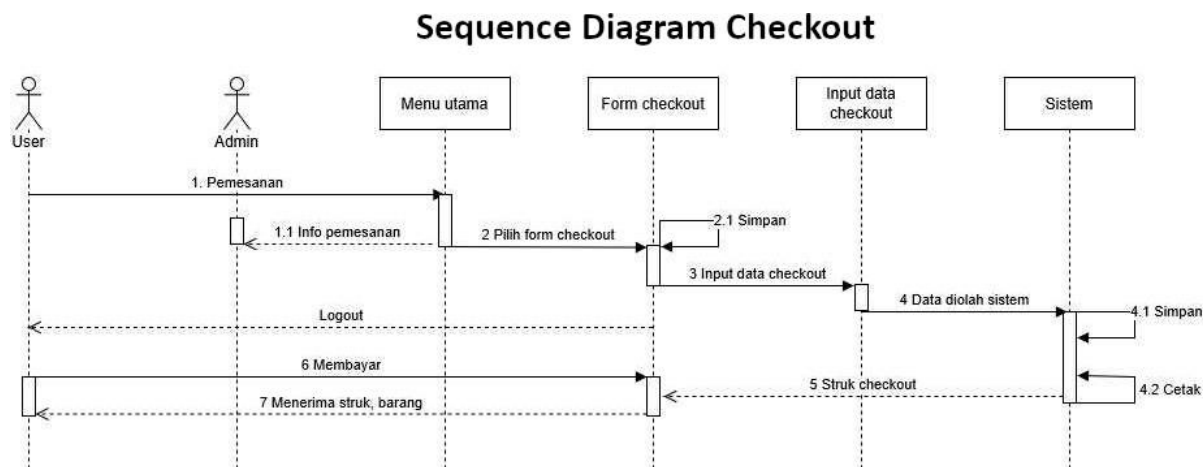 Sequence Diagram Checkout
User
Admin
Menu utama
Form checkout
Input data
checkout
Sistem
1. Pemesanan
1.1 Info pemesanan
2 Pilih form checkout
2.1 Simpan
3 Input data checkout
4 Data diolah sistem
4.1 Simpan
Logout
6 Membayar
5 Struk checkout
4.2 Cetak
7 Menerima struk, barang